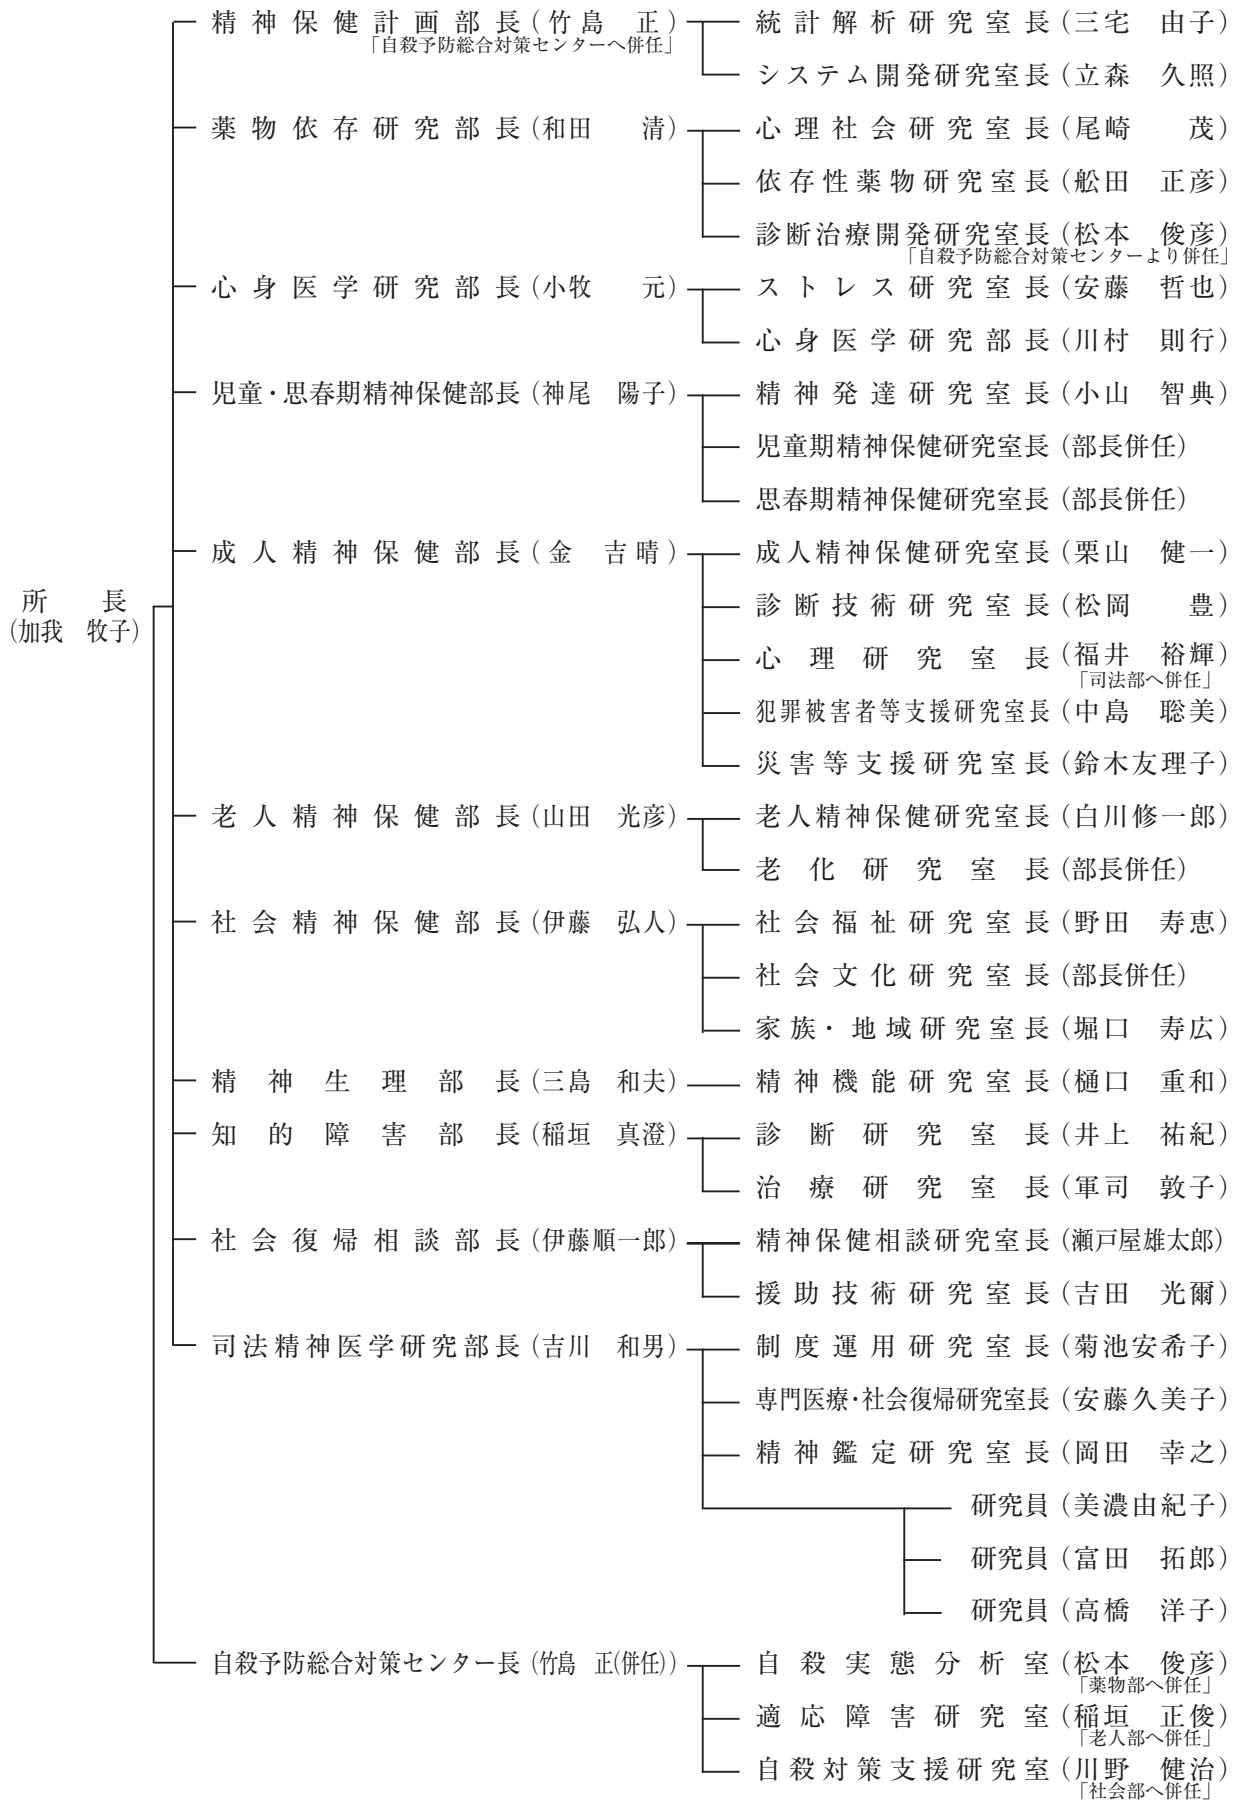 精神保健計画部長(竹島 正) 統計解析研究室長(三宅 由子)
「自殺予防総合対策センターへ併任」
システム開発研究室長(立森 久照)
薬物依存研究部長(和田 清) 心理社会研究室長(尾崎 茂)
依存性薬物研究室長(舩田 正彦)
診断治療開発研究室長(松本 俊彦)
「自殺予防総合対策センターより併任」
心身医学研究部長(小牧 元) ストレス研究室長(安藤 哲也)
心身医学研究部長(川村 則行)
児童・思春期精神保健部長(神尾 陽子) 精神発達研究室長(小山 智典)
児童期精神保健研究室長(部長併任)
思春期精神保健研究室長(部長併任)
成人精神保健部長(金 吉晴) 成人精神保健研究室長(栗山 健一)
所長
(加我 牧子)
診断技術研究室長(松岡 豊)
心理研究室長(福井 裕輝)
「司法部へ併任」
犯罪被害者等支援研究室長(中島 聡美)
災害等支援研究室長(鈴木友理子)
老人精神保健部長(山田 光彦) 老人精神保健研究室長(白川修一郎)
老化研究室長(部長併任)
社会精神保健部長(伊藤 弘人) 社会福祉研究室長(野田 寿恵)
社会文化研究室長(部長併任)
家族・地域研究室長(堀口 寿広)
精神生理部長(三島 和夫) 精神機能研究室長(樋口 重和)
知的障害部長(稲垣 真澄) 診断研究室長(井上 祐紀)
治療研究室長(軍司 敦子)
社会復帰相談部長(伊藤順一郎) 精神保健相談研究室長(瀬戸屋雄太郎)
援助技術研究室長(吉田 光爾)
司法精神医学研究部長(吉川 和男) 制度運用研究室長(菊池安希子)
専門医療・社会復帰研究室長(安藤久美子)
精神鑑定研究室長(岡田 幸之)
研究員(美濃由紀子)
研究員(富田 拓郎)
研究員(高橋 洋子)
自殺予防総合対策センター長(竹島 正(併任)) 自殺実態分析室(松本 俊彦)
「薬物部へ併任」
適応障害研究室(稲垣 正俊)
「老人部へ併任」
自殺対策支援研究室(川野 健治)
「社会部へ併任」